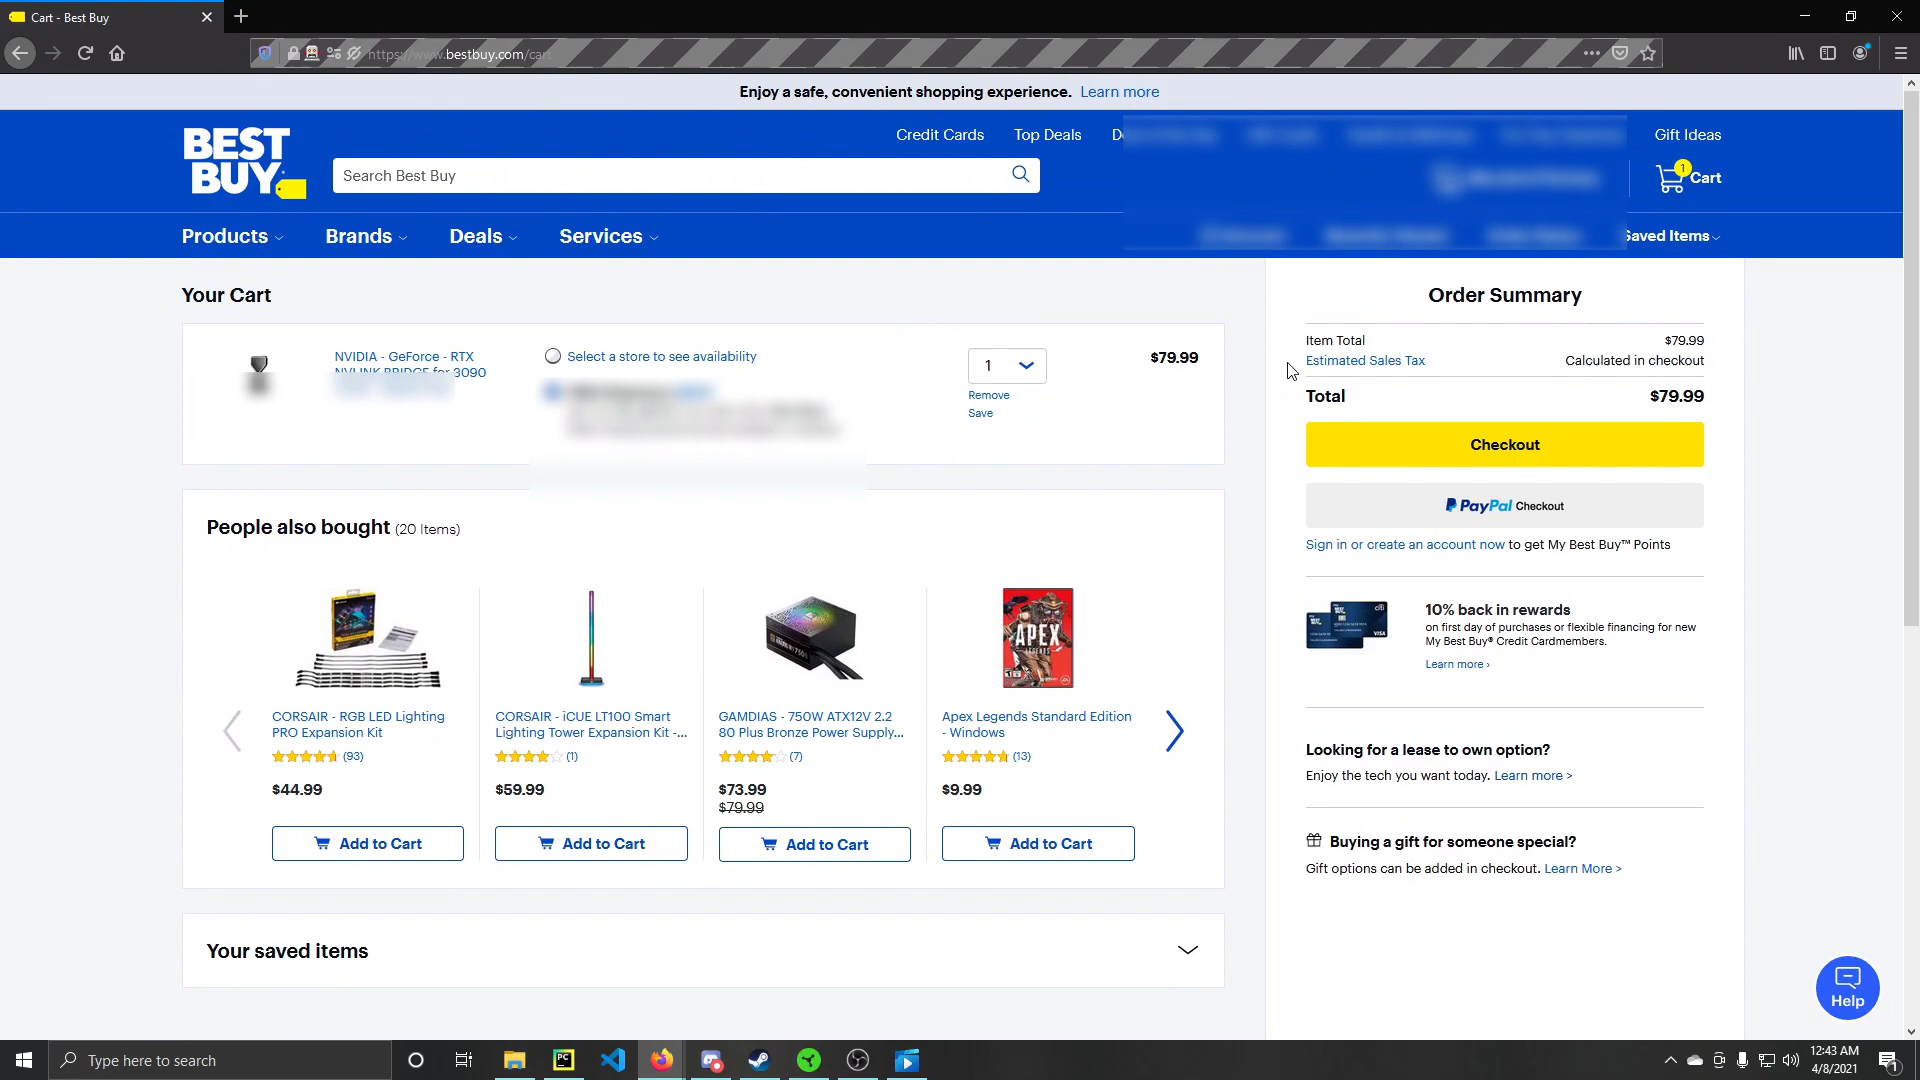 Cart - Best Buy
https://www.bestbuy.com/cart
Enjoy a safe, convenient shopping experience. Learn more
BEST BUY
Credit Cards Top Deals
Gift Ideas
Search Best Buy
1 Cart
Products Brands Deals Services
Saved Items
Your Cart
NVIDIA - GeForce - RTX
NVLINK BRIDGE for 3090
Select a store to see availability
1
Remove
Save
$79.99
Order Summary
Item Total $79.99
Estimated Sales Tax Calculated in checkout
Total $79.99
Checkout
PayPal Checkout
Sign in or create an account now to get My Best Buy™ Points
10% back in rewards
on first day of purchases or flexible financing for new
My Best Buy® Credit Cardmembers.
Learn more ›
Looking for a lease to own option?
Enjoy the tech you want today. Learn more >
Buying a gift for someone special?
Gift options can be added in checkout. Learn More >
People also bought (20 Items)
CORSAIR - RGB LED Lighting
PRO Expansion Kit
(93)
$44.99
Add to Cart
CORSAIR - iCUE LT100 Smart
Lighting Tower Expansion Kit -...
(1)
$59.99
Add to Cart
GAMDIAS - 750W ATX12V 2.2
80 Plus Bronze Power Supply...
(7)
$73.99
$79.99
Add to Cart
APEX
Apex Legends Standard Edition
- Windows
(13)
$9.99
Add to Cart
Your saved items
Help
Type here to search
12:43 AM
4/8/2021